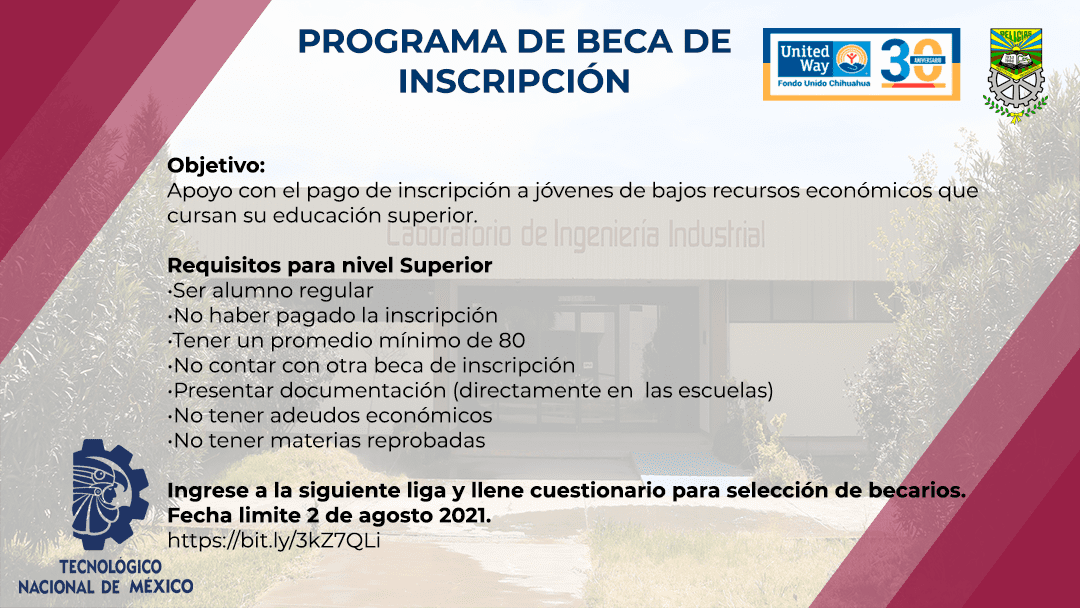 PROGRAMA DE BECA DE
INSCRIPCIÓN
United
Way
30
ANIVERSARIO
Fondo Unido Chihuahua
DELICIAS
Objetivo:
Apoyo con el pago de inscripción a jóvenes de bajos recursos económicos que
cursan su educación superior.
Laboratorio de Ingeniería Industrial
Requisitos para nivel Superior
•Ser alumno regular
•No haber pagado la inscripción
•Tener un promedio mínimo de 80
•No contar con otra beca de inscripción
•Presentar documentación (directamente en  las escuelas)
•No tener adeudos económicos
•No tener materias reprobadas
Ingrese a la siguiente liga y llene cuestionario para selección de becarios.
Fecha limite 2 de agosto 2021.
https://bit.ly/3kZ7QLi
TECNOLÓGICO
NACIONAL DE MÉXICO